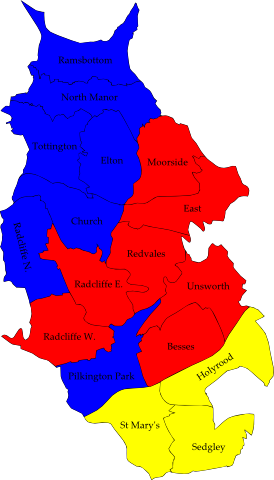 Ramsbottom
North Manor
Tottington
Elton
Moorside
East
Church
Radcliffe N.
Redvales
Radcliffe E.
Unsworth
Radcliffe W.
Besses
Holyrood
Pilkington Park
St Mary's
Sedgley